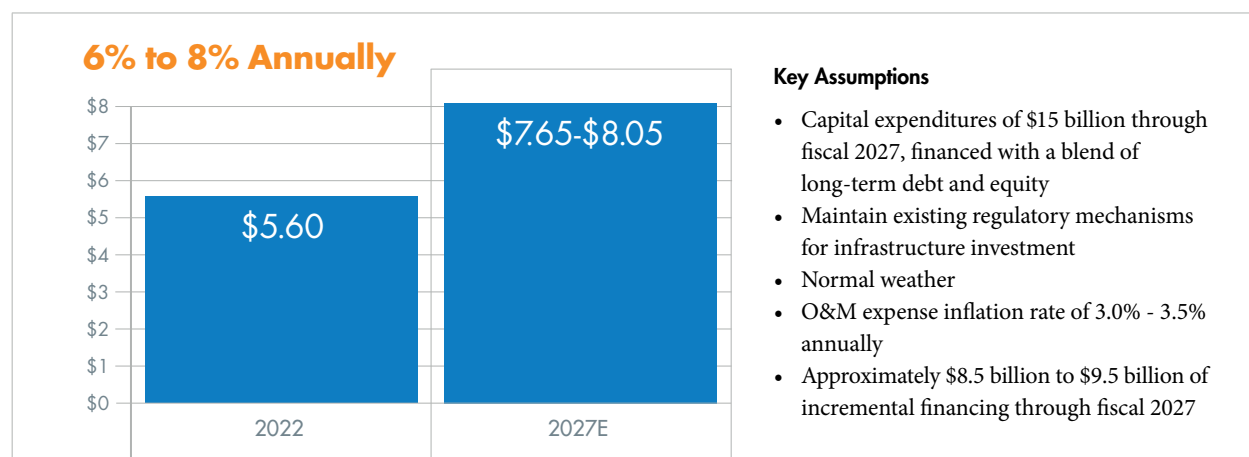 6% to 8% Annually
$8
$7
$6
$5
$4
$3
$2
$1
$0
$5.60
$7.65-$8.05
2022
2027E
Key Assumptions
• Capital expenditures of $15 billion through
fiscal 2027, financed with a blend of
long-term debt and equity
• Maintain existing regulatory mechanisms
for infrastructure investment
• Normal weather
• O&M expense inflation rate of 3.0% - 3.5%
annually
• Approximately $8.5 billion to $9.5 billion of
incremental financing through fiscal 2027